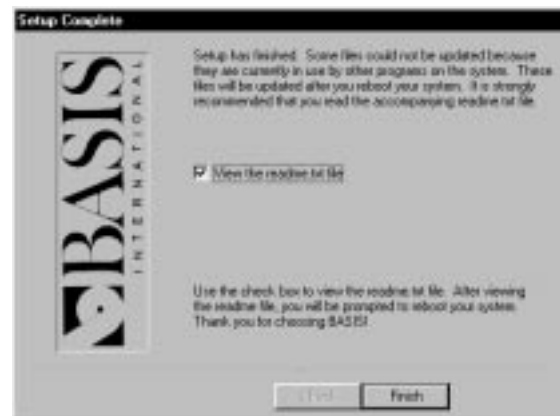 Setup Complete
BASIS
INTERNATIONAL
Setup has finished. Some files could not be updated because
they are currently in use by other programs on the system. These
files will be updated after you reboot your system. It is strongly
recommended that you read the accompanying readme.txt file.
View the readme.txt file
Use the check box to view the readme.txt file. After viewing
the readme file, you will be prompted to reboot your system.
Thank you for choosing BASIS!
Finish